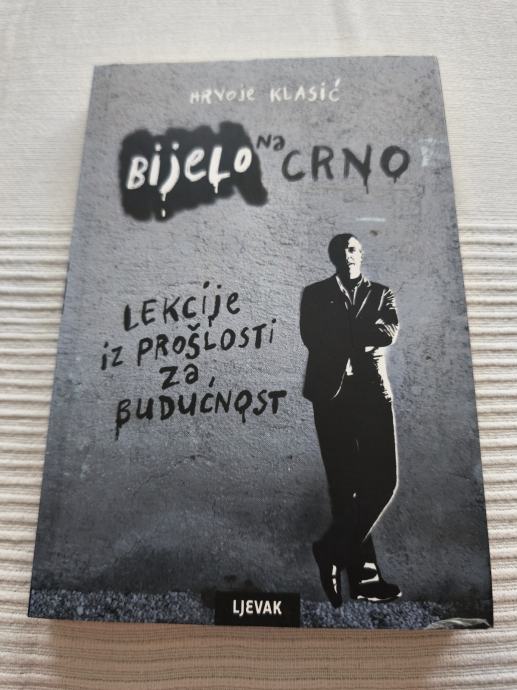 Hrvoje Klasić
Bijelo na CRNO
LEKCije
iz PROŠLOSTi
za
BUDUĆNOST
LJEVAK